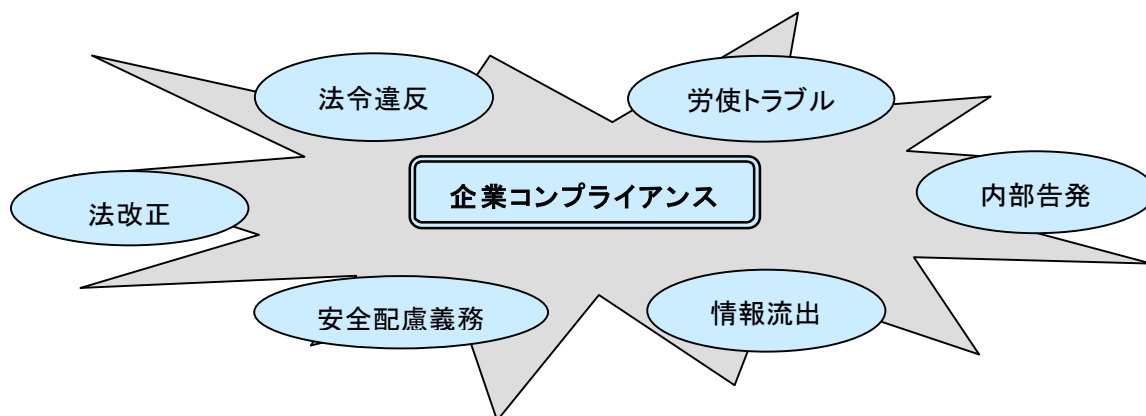 法令違反
労使トラブル
企業コンプライアンス
法改正
内部告発
安全配慮義務
情報流出